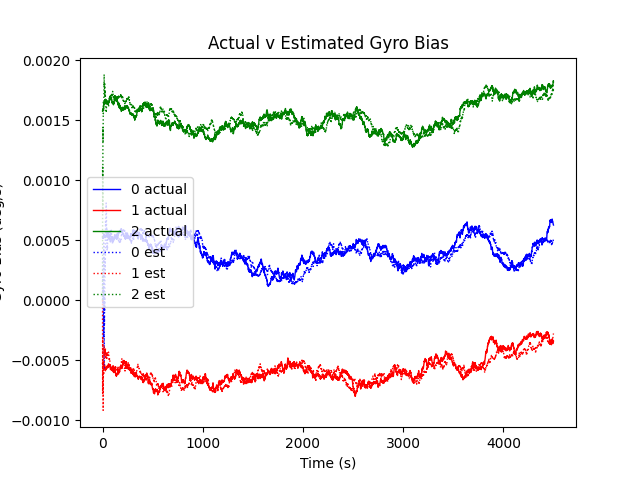 Actual v Estimated Gyro Bias
0.0020
0.0015
0.0010
0.0005
0.0000
−0.0005
−0.0010
0 actual
1 actual
2 actual
0 est
1 est
2 est
0
1000
2000
3000
4000
Time (s)